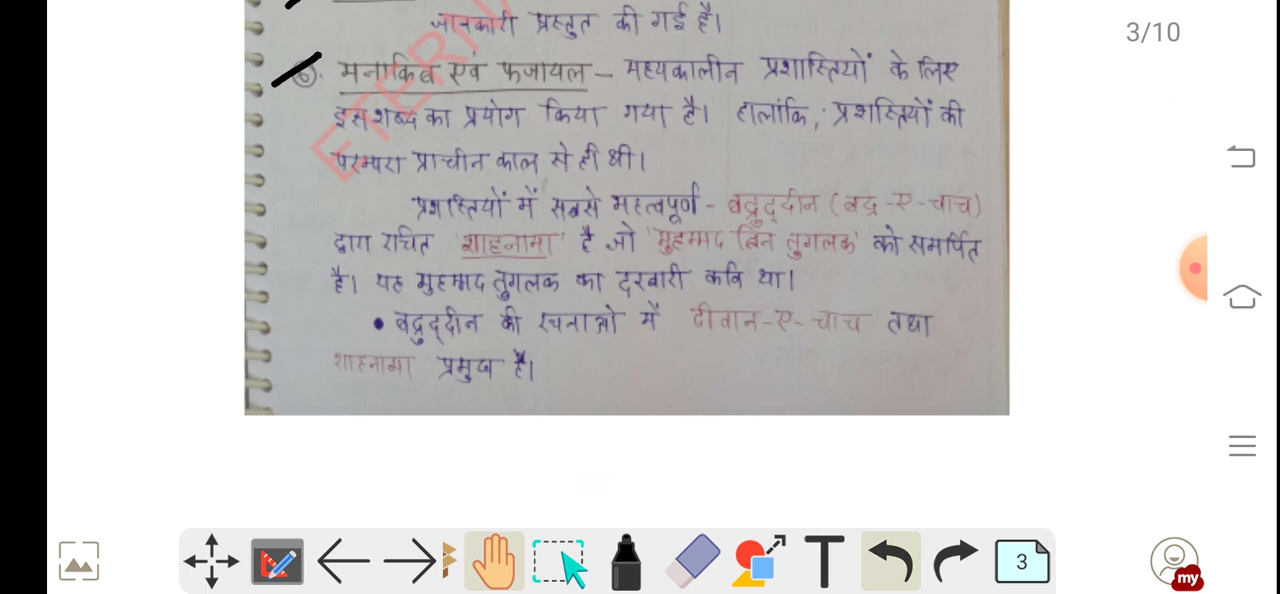 जानकारी प्रस्तुत की गई है।
3/10
⑥. मनाकिब एवं फजायल – मध्यकालीन प्रशास्तियों के लिए
इस शब्द का प्रयोग किया गया है। हालांकि, प्रशस्तियों की
परम्परा प्राचीन काल से ही थी।
प्रशस्तियों में सबसे महत्वपूर्ण - बद्रुद्दीन (बद्र-ए-चाच)
द्वारा रचित 'शाहनामा' है जो 'मुहम्मद बिन तुगलक' को समर्पित
है। यह मुहम्मद तुगलक का दरबारी कवि था।
• बद्रुद्दीन की रचनाओ में दीवान-ए-चाच तथा
शाहनामा प्रमुख है।
T
3
my